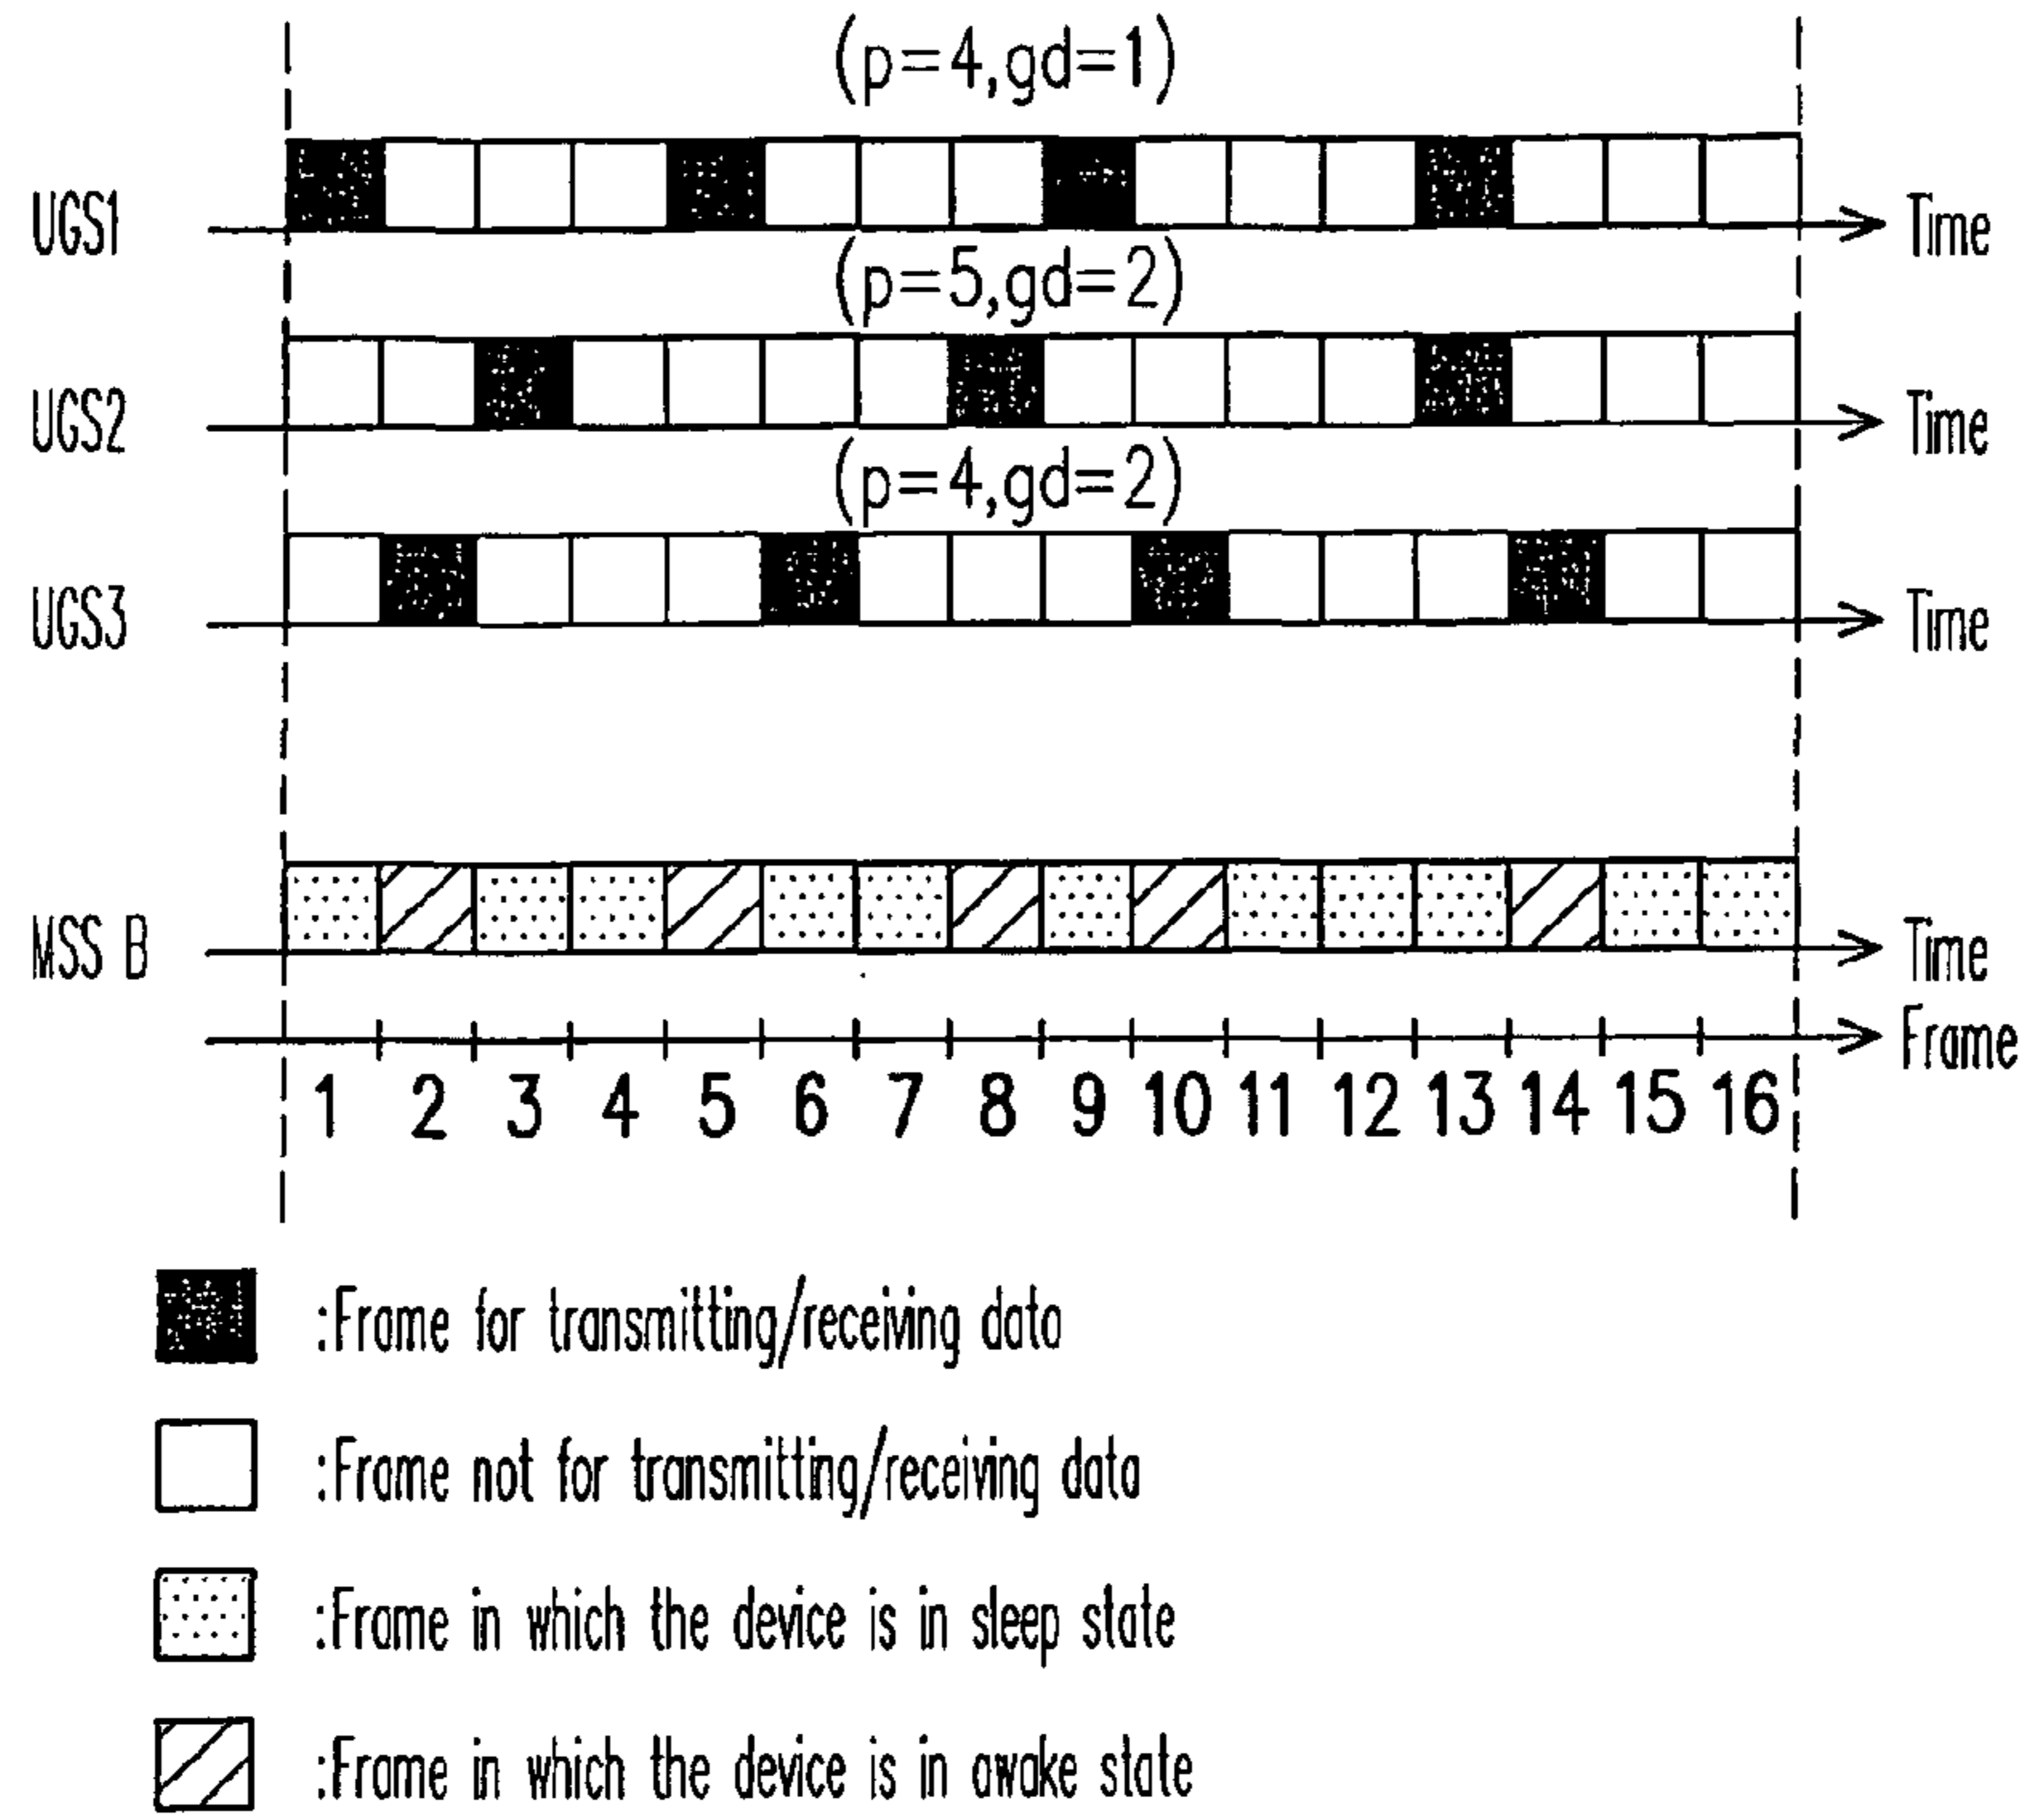 (p=4,gd=1)
UGS1 Time
(p=5,gd=2)
UGS2 Time
(p=4,gd=2)
UGS3 Time
MSS B Time
Frame
1 2 3 4 5 6 7 8 9 10 11 12 13 14 15 16
:Frame for transmitting/receiving data
:Frame not for transmitting/receiving data
:Frame in which the device is in sleep state
:Frame in which the device is in awake state